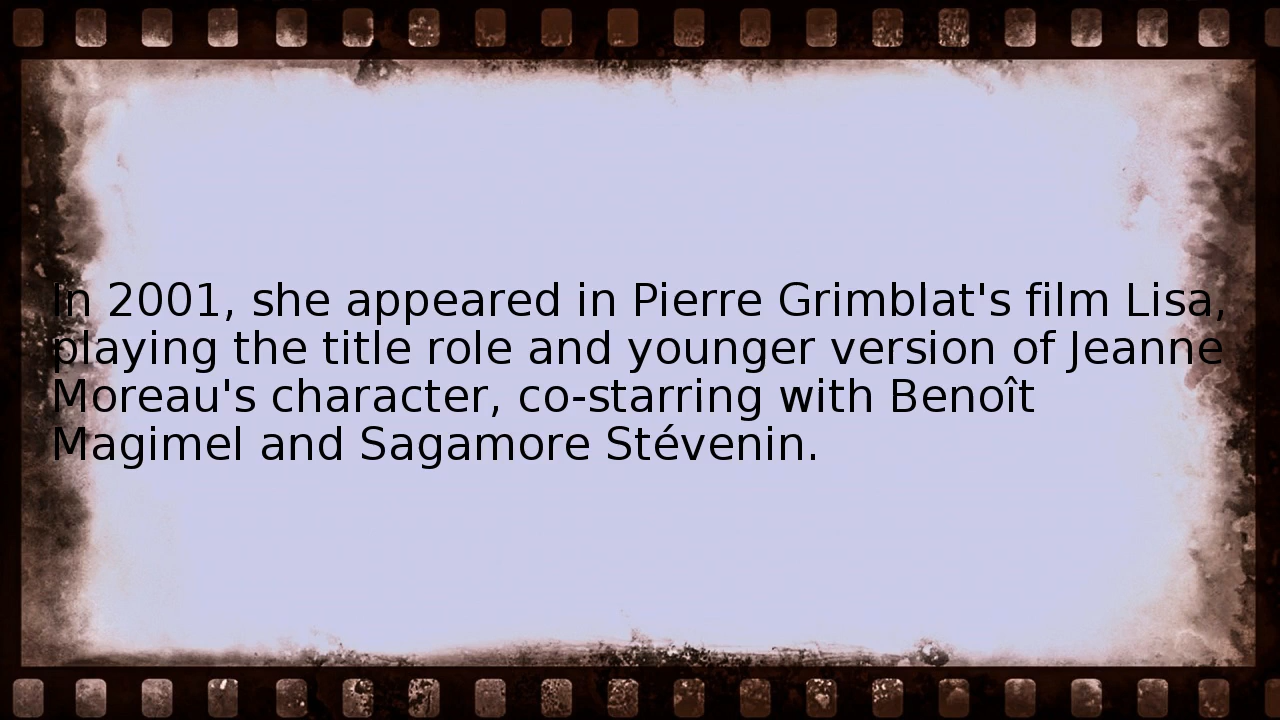 In 2001, she appeared in Pierre Grimblat's film Lisa,
playing the title role and younger version of Jeanne
Moreau's character, co-starring with Benoît
Magimel and Sagamore Stévenin.